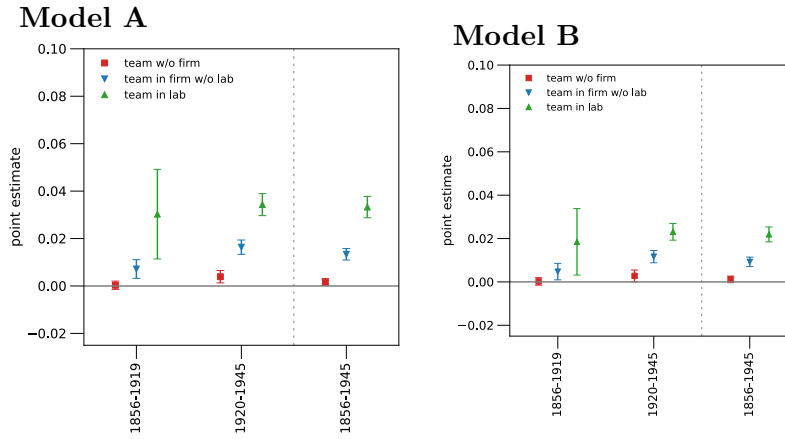 Model A
0.10
0.08
0.06
0.04
0.02
0.00
−0.02
point estimate
team w/o firm
team in firm w/o lab
team in lab
1856-1919
1920-1945
1856-1945
Model B
0.10
0.08
0.06
0.04
0.02
0.00
−0.02
point estimate
team w/o firm
team in firm w/o lab
team in lab
1856-1919
1920-1945
1856-1945